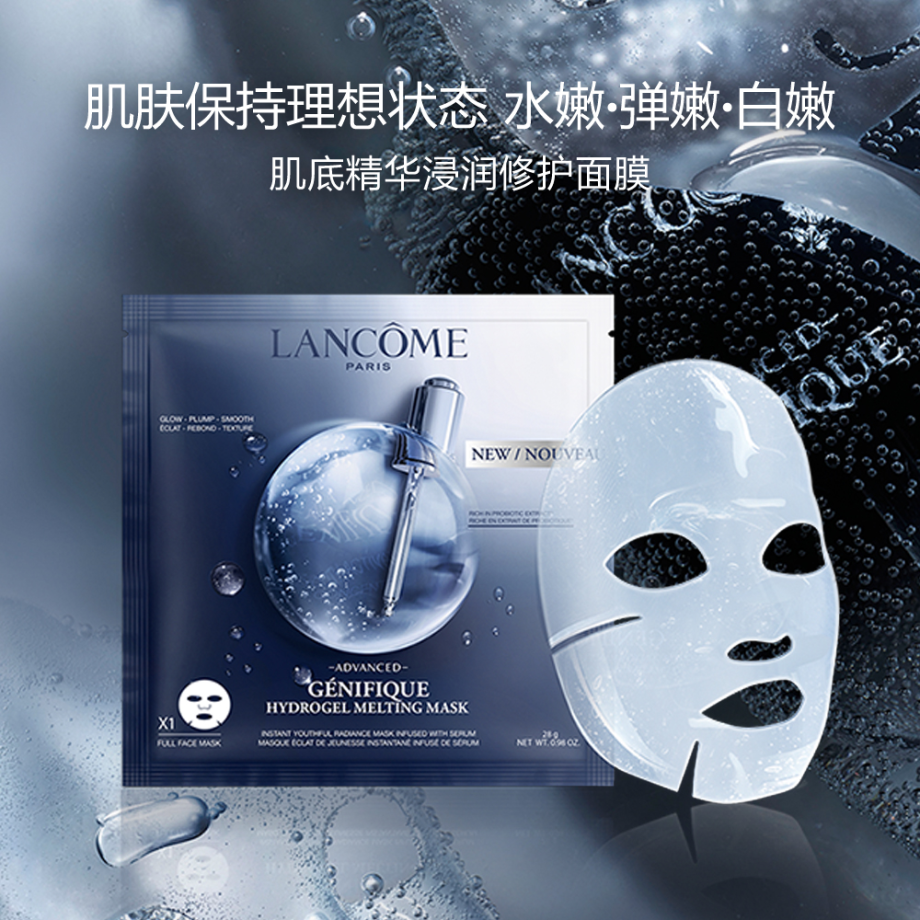 肌肤保持理想状态 水嫩·弹嫩·白嫩
肌底精华浸润修护面膜
LANCÔME
PARIS
GLOW - PLUMP - SMOOTH
ÉCLAT - REBOND - TEXTURE
NEW / NOUVEAU
RICH IN PROBIOTIC EXTRACT*
RICHE EN EXTRAIT DE PROBIOTIQUE*
-ADVANCED-
GÉNIFIQUE
HYDROGEL MELTING MASK
X1
FULL FACE MASK
INSTANT YOUTHFUL RADIANCE MASK INFUSED WITH SERUM
MASQUE ÉCLAT DE JEUNESSE INSTANTANÉ INFUSÉ DE SÉRUM
28 g
NET WT. 0.98 OZ.